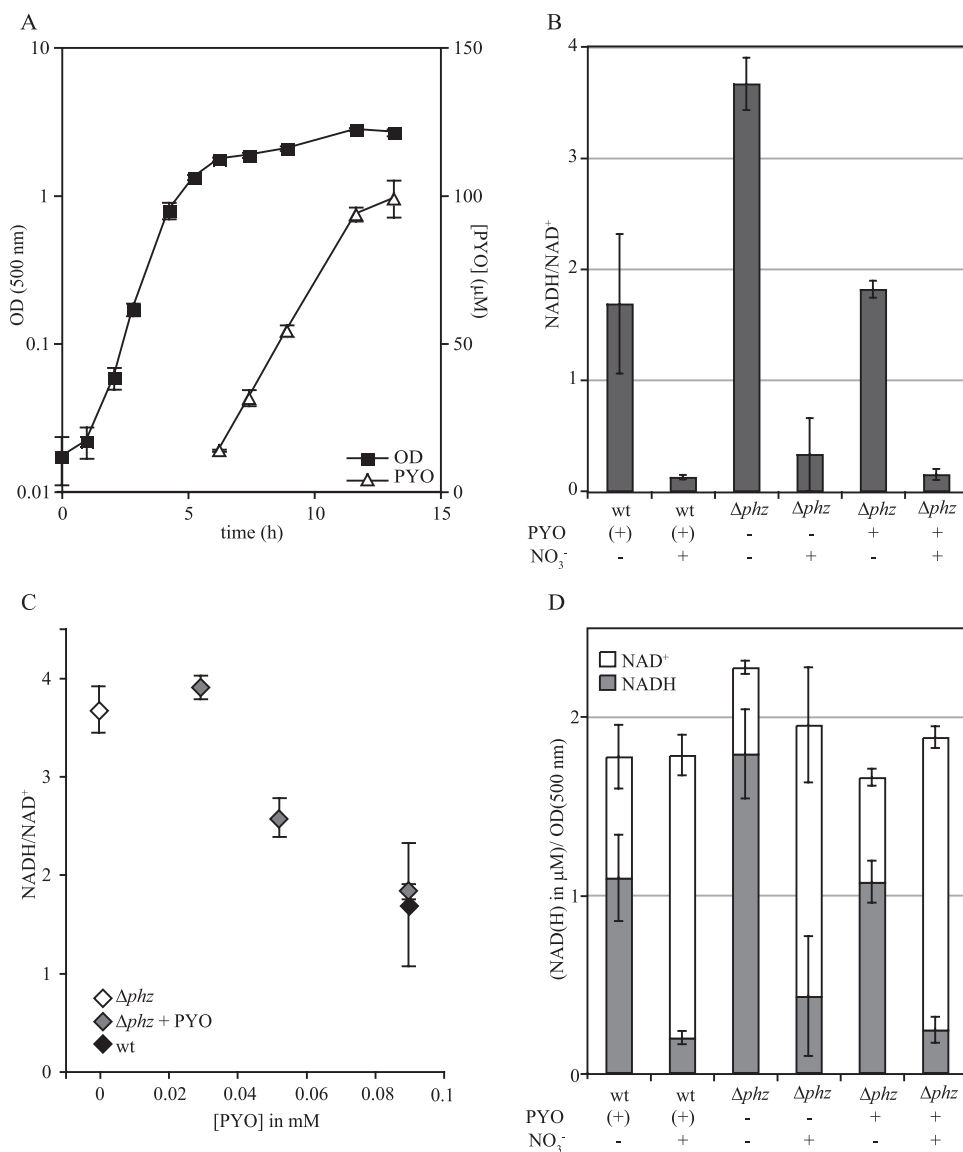 A
OD (500 nm)
10
1
0.1
0.01
150
100
50
0
[PYO] (µM)
OD
PYO
0 5 10 15
time (h)
B
NADH/NAD⁺
4
3
2
1
0
wt wt Δphz Δphz Δphz Δphz
PYO (+) (+) - - + +
NO₃⁻ - + - + - +
C
NADH/NAD⁺
4
3
2
1
0
Δphz
Δphz + PYO
wt
0 0.02 0.04 0.06 0.08 0.1
[PYO] in mM
D
(NAD(H) in µM)/ OD(500 nm)
NAD⁺
NADH
2
1
0
wt wt Δphz Δphz Δphz Δphz
PYO (+) (+) - - + +
NO₃⁻ - + - + - +